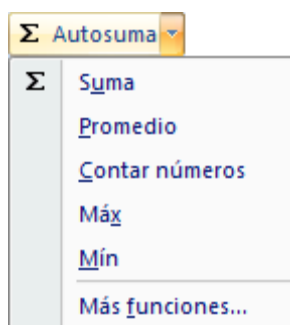 Σ Autosuma
Σ Suma
Promedio
Contar números
Máx
Mín
Más funciones...